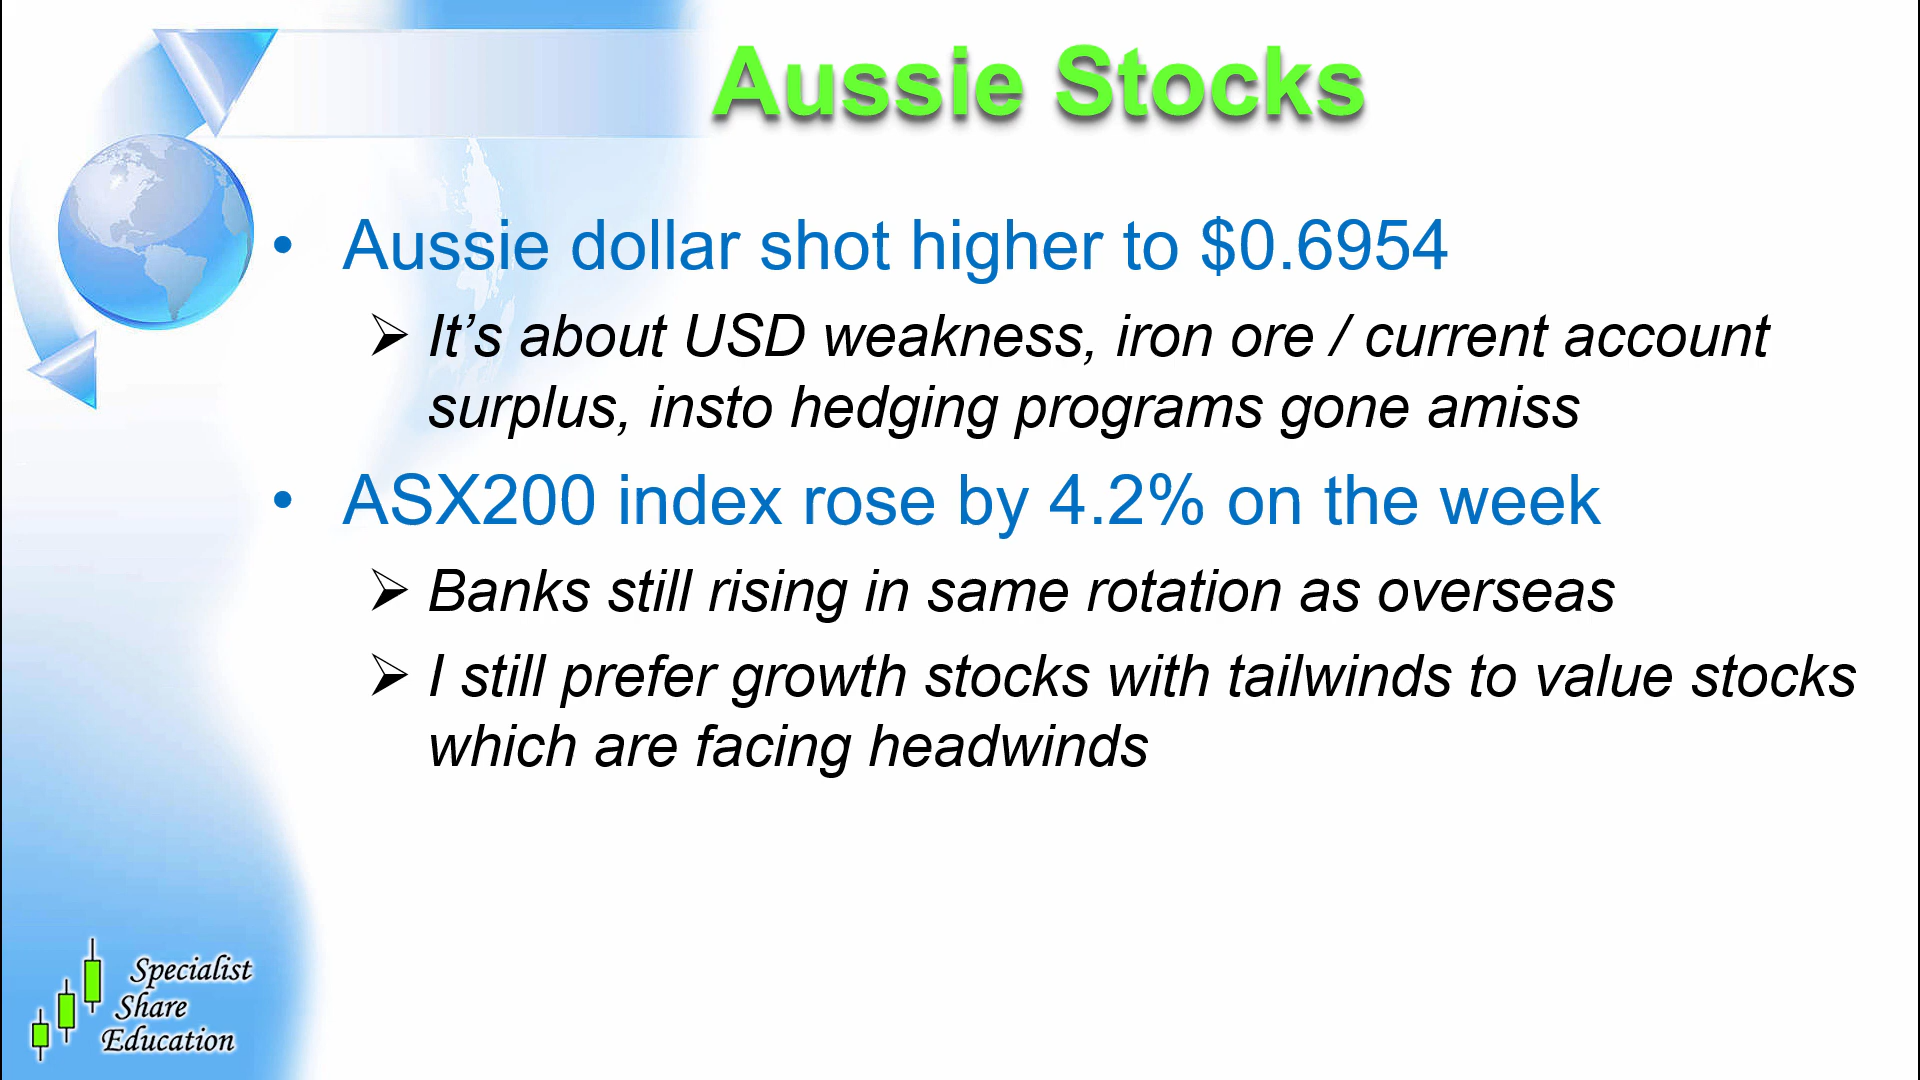 Aussie Stocks
• Aussie dollar shot higher to $0.6954
➢ It’s about USD weakness, iron ore / current account
surplus, insto hedging programs gone amiss
• ASX200 index rose by 4.2% on the week
➢ Banks still rising in same rotation as overseas
➢ I still prefer growth stocks with tailwinds to value stocks
which are facing headwinds
Specialist
Share
Education